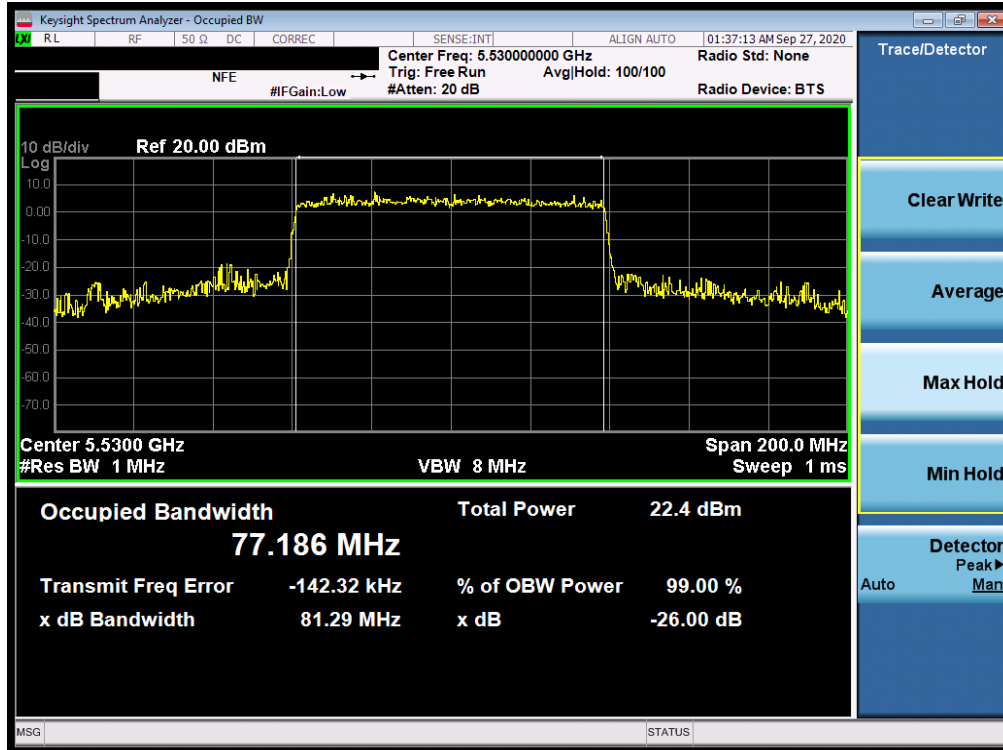 Keysight Spectrum Analyzer - Occupied BW
LXI RL RF 50 Ω DC CORREC SENSE:INT ALIGN AUTO 01:37:13 AM Sep 27, 2020
Center Freq: 5.530000000 GHz Radio Std: None
NFE Trig: Free Run Avg|Hold: 100/100
#IFGain:Low #Atten: 20 dB Radio Device: BTS
10 dB/div Ref 20.00 dBm
Log
10.0
0.00
-10.0
-20.0
-30.0
-40.0
-50.0
-60.0
-70.0
Center 5.5300 GHz Span 200.0 MHz
#Res BW 1 MHz VBW 8 MHz Sweep 1 ms
Occupied Bandwidth Total Power 22.4 dBm
77.186 MHz
Transmit Freq Error -142.32 kHz % of OBW Power 99.00 %
x dB Bandwidth 81.29 MHz x dB -26.00 dB
MSG STATUS
Trace/Detector
Clear Write
Average
Max Hold
Min Hold
Detector
Peak▶
Auto Man